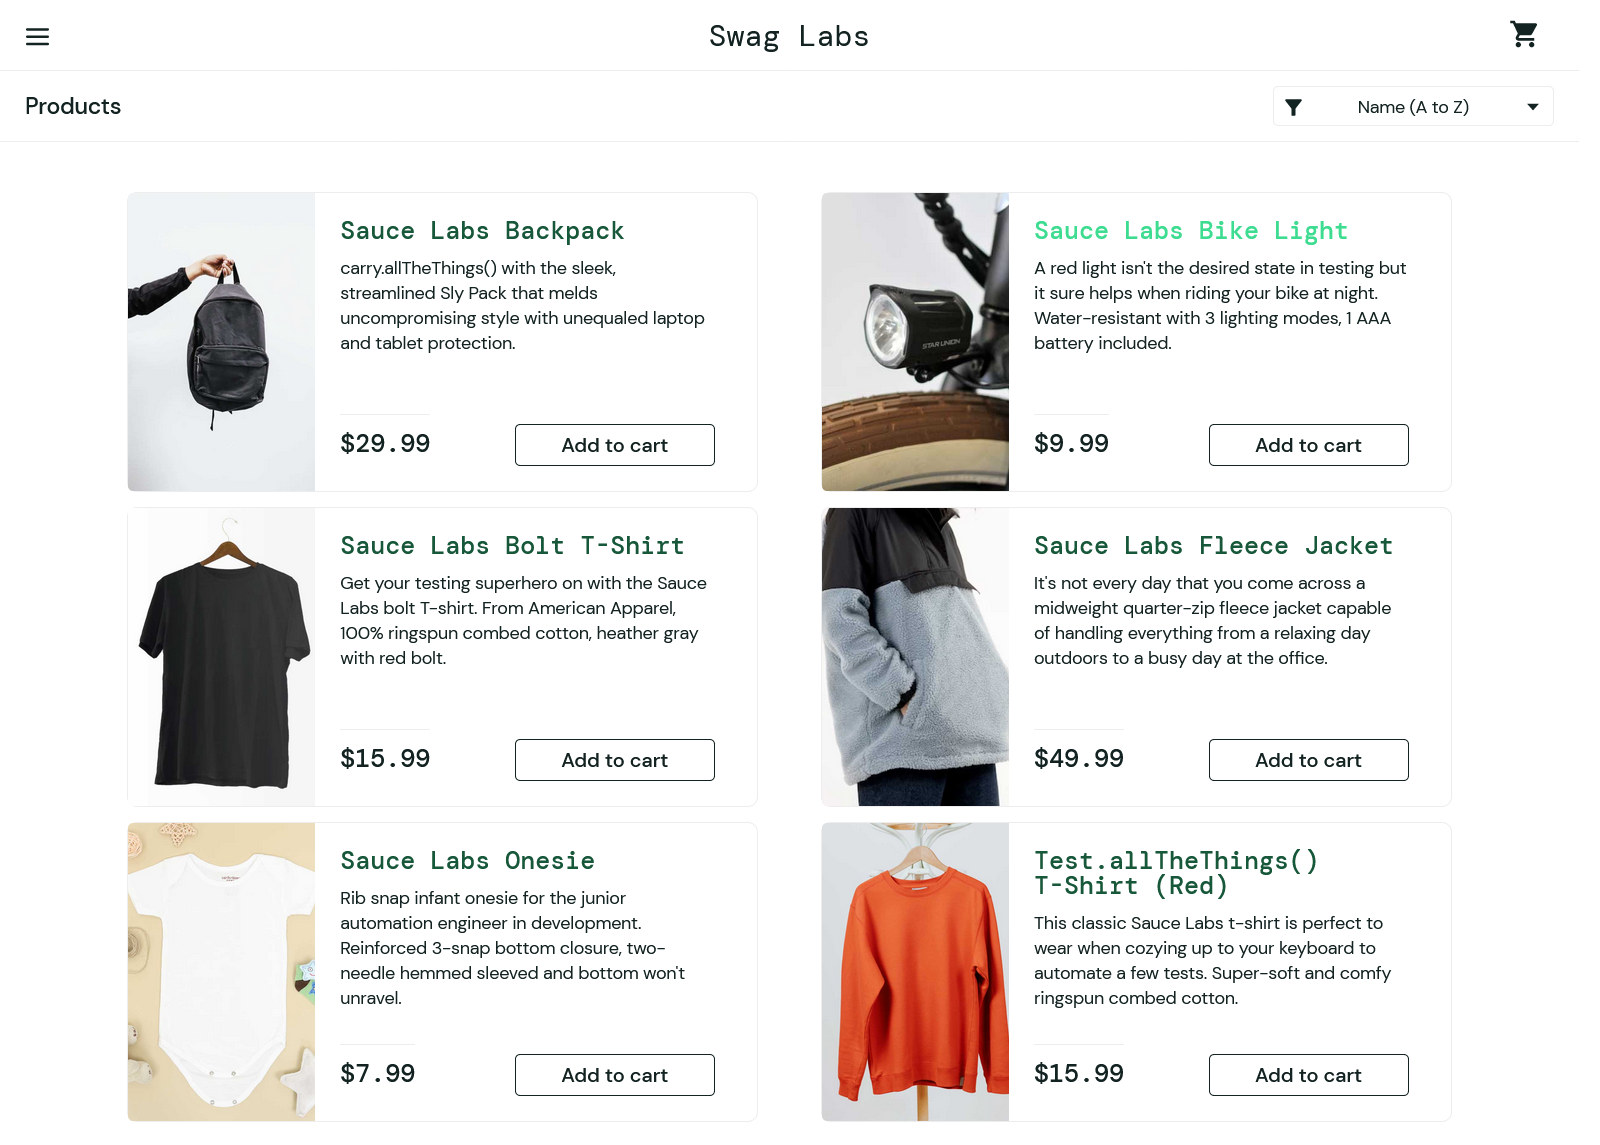 Swag Labs
Products
Name (A to Z)
Sauce Labs Backpack
carry.allTheThings() with the sleek,
streamlined Sly Pack that melds
uncompromising style with unequaled laptop
and tablet protection.
$29.99
Add to cart
Sauce Labs Bike Light
A red light isn't the desired state in testing but
it sure helps when riding your bike at night.
Water-resistant with 3 lighting modes, 1 AAA
battery included.
STAR UNION
$9.99
Add to cart
Sauce Labs Bolt T-Shirt
Get your testing superhero on with the Sauce
Labs bolt T-shirt. From American Apparel,
100% ringspun combed cotton, heather gray
with red bolt.
$15.99
Add to cart
Sauce Labs Fleece Jacket
It's not every day that you come across a
midweight quarter-zip fleece jacket capable
of handling everything from a relaxing day
outdoors to a busy day at the office.
$49.99
Add to cart
Sauce Labs Onesie
Rib snap infant onesie for the junior
automation engineer in development.
Reinforced 3-snap bottom closure, two-
needle hemmed sleeved and bottom won't
unravel.
$7.99
Add to cart
Test.allTheThings()
T-Shirt (Red)
This classic Sauce Labs t-shirt is perfect to
wear when cozying up to your keyboard to
automate a few tests. Super-soft and comfy
ringspun combed cotton.
$15.99
Add to cart